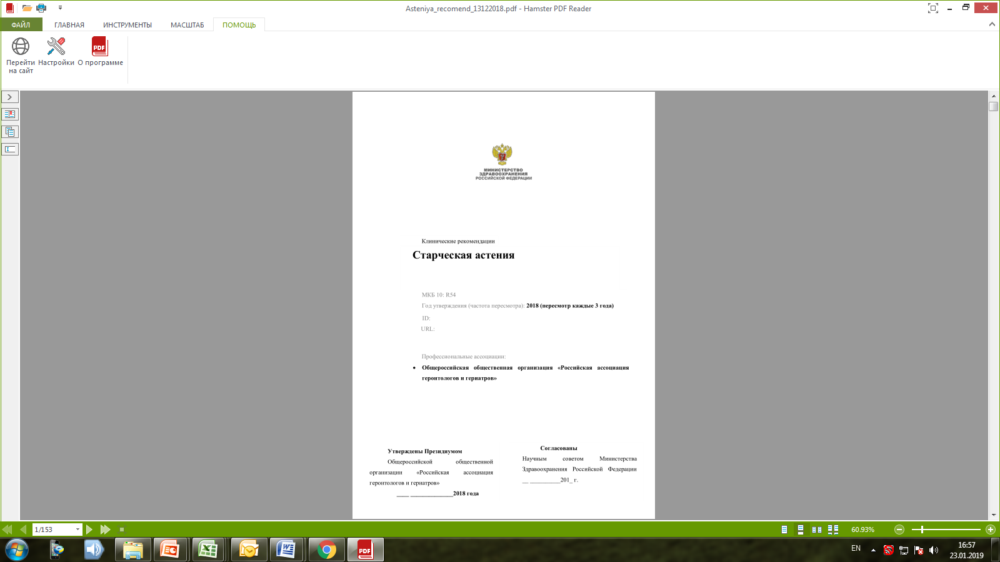 Asteniya_recomend_13122018.pdf - Hamster PDF Reader
ФАЙЛ ГЛАВНАЯ ИНСТРУМЕНТЫ МАСШТАБ ПОМОЩЬ
Перейти на сайт
Настройки
О программе
PDF
МИНИСТЕРСТВО
ЗДРАВООХРАНЕНИЯ
РОССИЙСКОЙ ФЕДЕРАЦИИ
Клинические рекомендации
Старческая астения
МКБ 10: R54
Год утверждения (частота пересмотра): 2018 (пересмотр каждые 3 года)
ID:
URL:
Профессиональные ассоциации:
• Общероссийская общественная организация «Российская ассоциация
геронтологов и гериатров»
Утверждены Президиумом
Общероссийской общественной
организации «Российская ассоциация
геронтологов и гериатров»
____ ______________2018 года
Согласованы
Научным советом Министерства
Здравоохранения Российской Федерации
__ __________201_ г.
1/153
60.93%
PDF
EN
16:57
23.01.2019